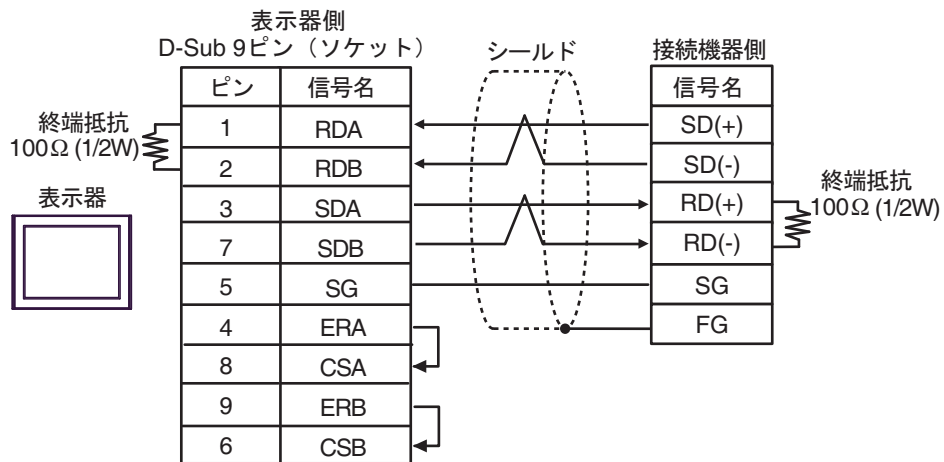 表示器側
D-Sub 9ピン（ソケット）
シールド
接続機器側
ピン 信号名
信号名
終端抵抗
100Ω (1/2W)
1 RDA
SD(+)
2 RDB
SD(-)
表示器
3 SDA
RD(+)
終端抵抗
100Ω (1/2W)
7 SDB
RD(-)
5 SG
SG
4 ERA
FG
8 CSA
9 ERB
6 CSB